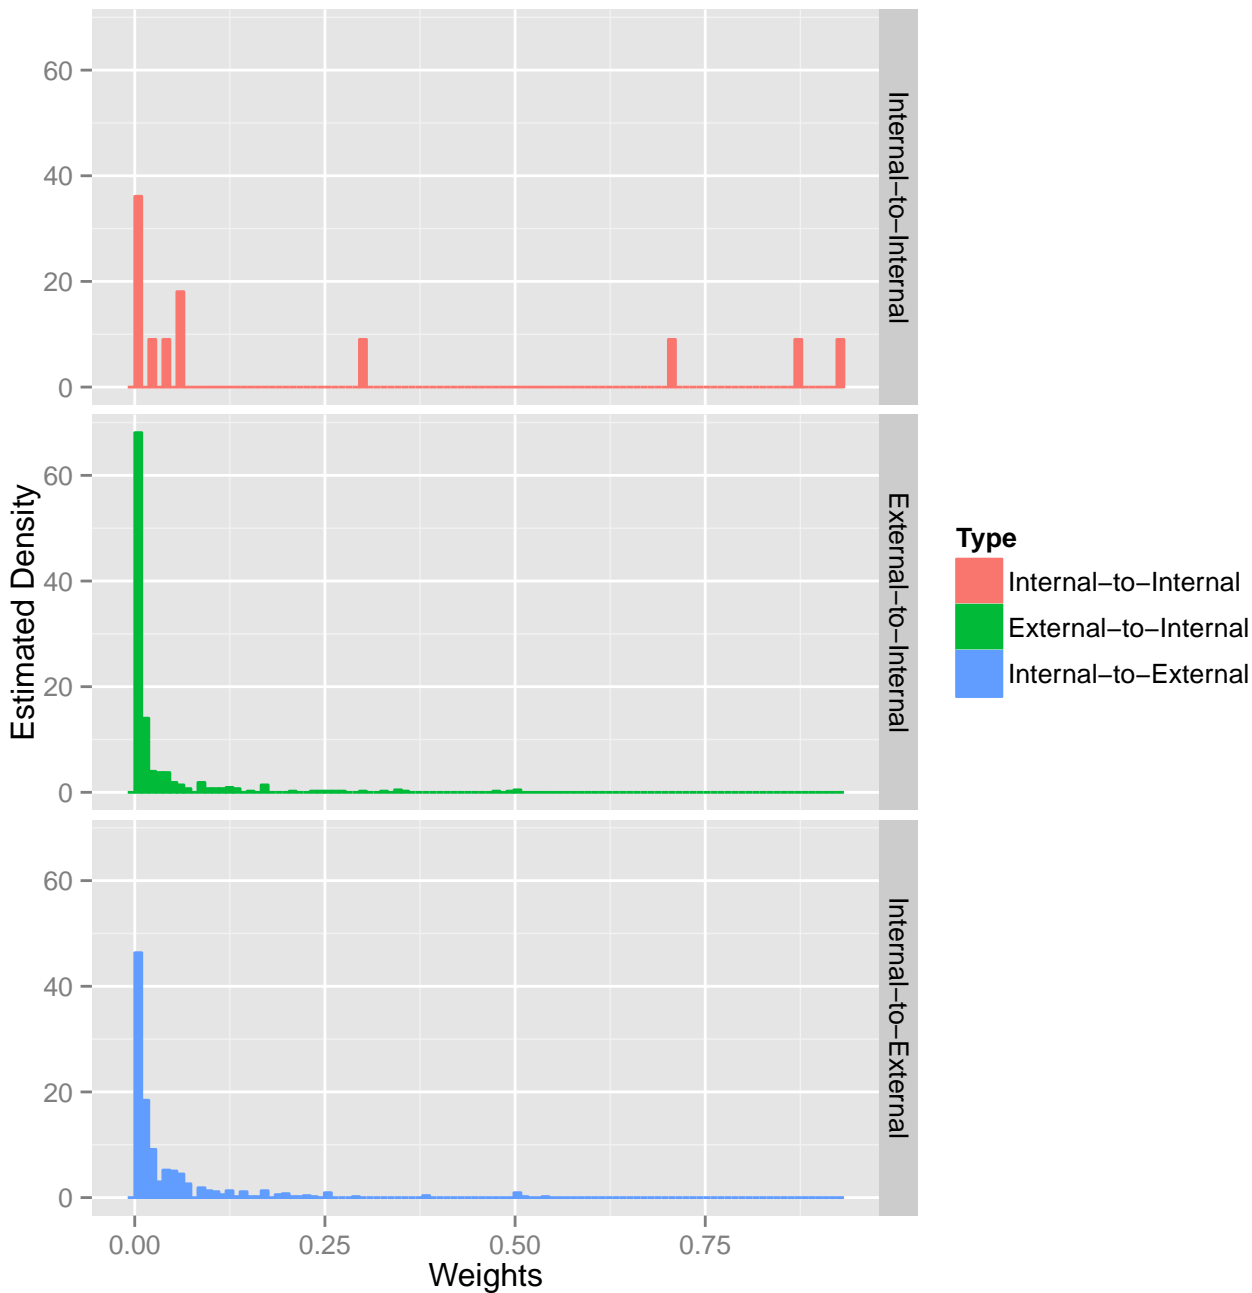 Estimated Density
60
40
20
0
Internal−to−Internal
60
40
20
0
External−to−Internal
60
40
20
0
Internal−to−External
0.00 0.25 0.50 0.75
Weights
Type
Internal−to−Internal
External−to−Internal
Internal−to−External